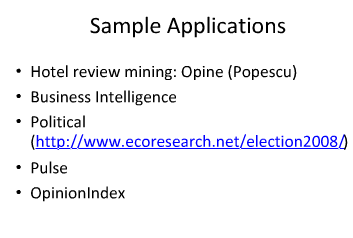 Sample Applications
• Hotel review mining: Opine (Popescu)
• Business Intelligence
• Political
(http://www.ecoresearch.net/election2008/)
• Pulse
• OpinionIndex